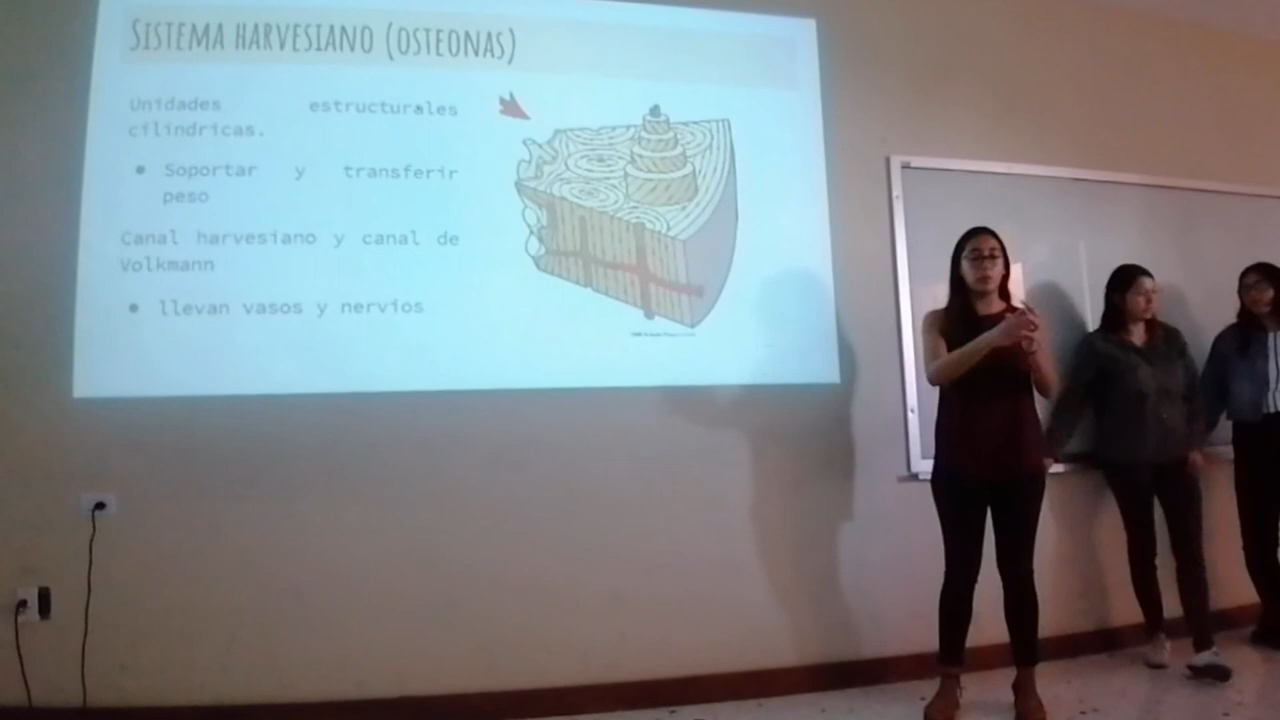 SISTEMA HARVESIANO (OSTEONAS)
Unidades estructurales
cilíndricas.
● Soportar y transferir
peso
Canal harvesiano y canal de
Volkmann
● llevan vasos y nervios